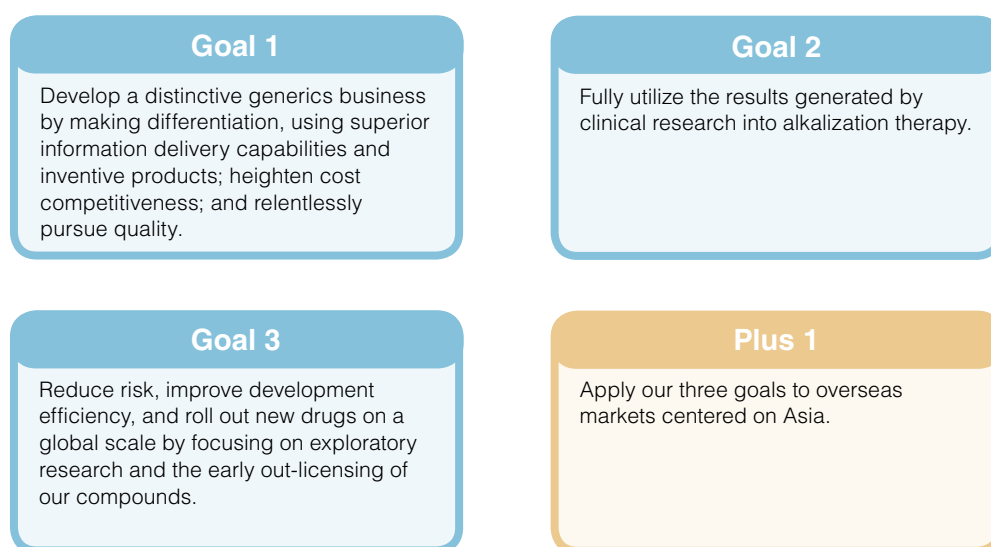 Goal 1
Develop a distinctive generics business
by making differentiation, using superior
information delivery capabilities and
inventive products; heighten cost
competitiveness; and relentlessly
pursue quality.
Goal 2
Fully utilize the results generated by
clinical research into alkalization therapy.
Goal 3
Reduce risk, improve development
efficiency, and roll out new drugs on a
global scale by focusing on exploratory
research and the early out-licensing of
our compounds.
Plus 1
Apply our three goals to overseas
markets centered on Asia.